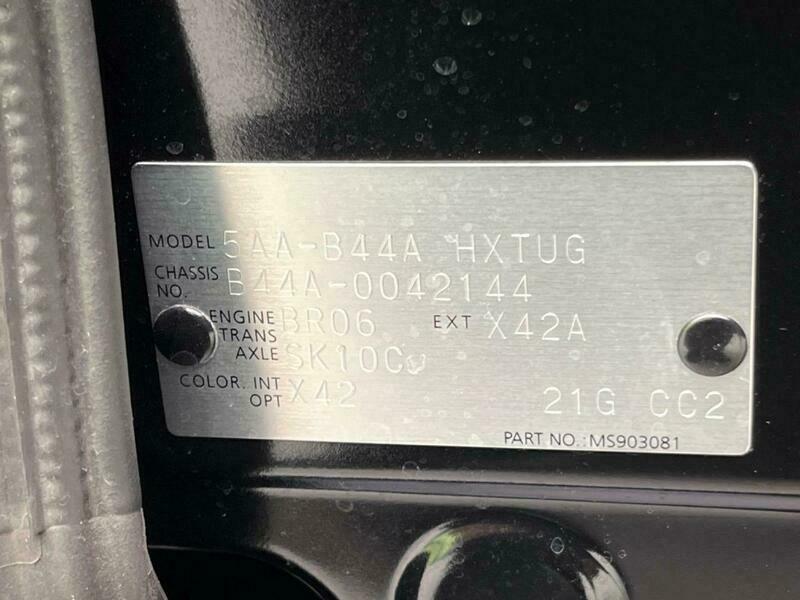 MODEL 5AA-B44A HXTUG
CHASSIS NO. B44A-0042144
ENGINE BR06 EXT X42A
TRANS AXLE SK10C
COLOR. INT X42
OPT 21G CC2
PART NO.: MS903081